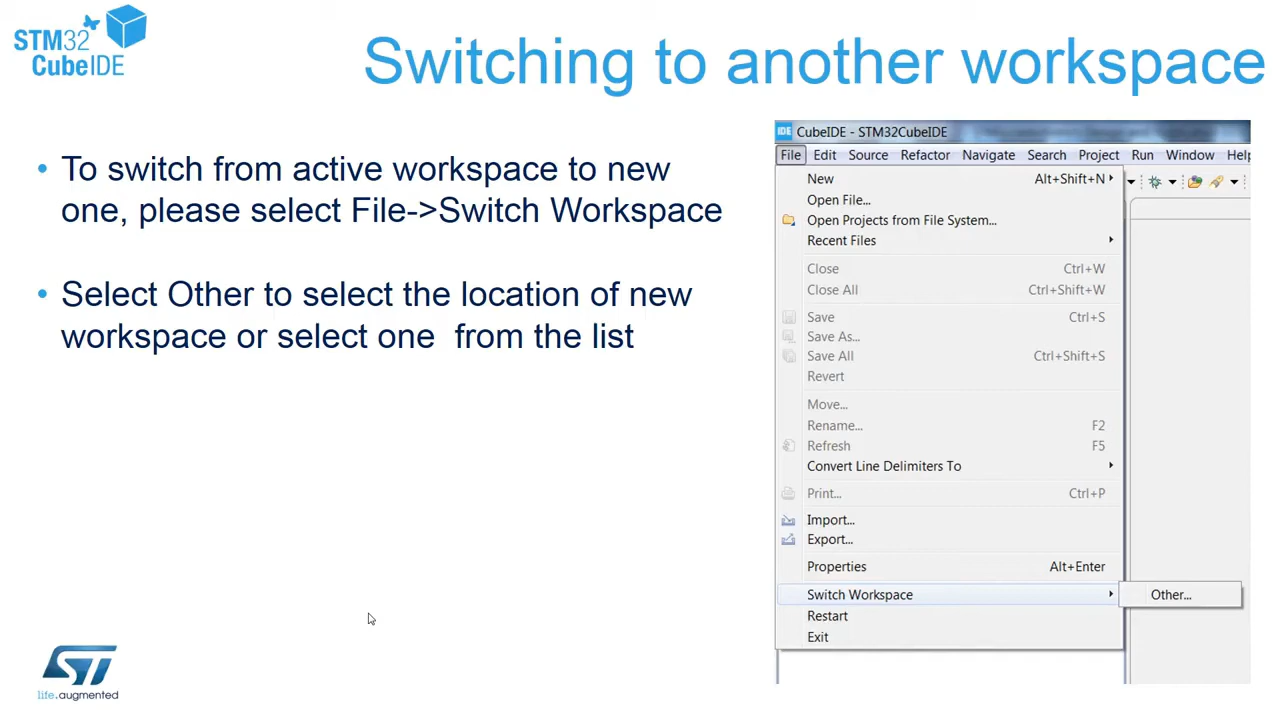 STM32
CubeIDE
Switching to another workspace
• To switch from active workspace to new
one, please select File->Switch Workspace
• Select Other to select the location of new
workspace or select one  from the list
IDE CubeIDE - STM32CubeIDE
File Edit Source Refactor Navigate Search Project Run Window Help
New Alt+Shift+N
Open File...
Open Projects from File System...
Recent Files
Close Ctrl+W
Close All Ctrl+Shift+W
Save Ctrl+S
Save As...
Save All Ctrl+Shift+S
Revert
Move...
Rename... F2
Refresh F5
Convert Line Delimiters To
Print... Ctrl+P
Import...
Export...
Properties Alt+Enter
Switch Workspace Other...
Restart
Exit
ST
life.augmented